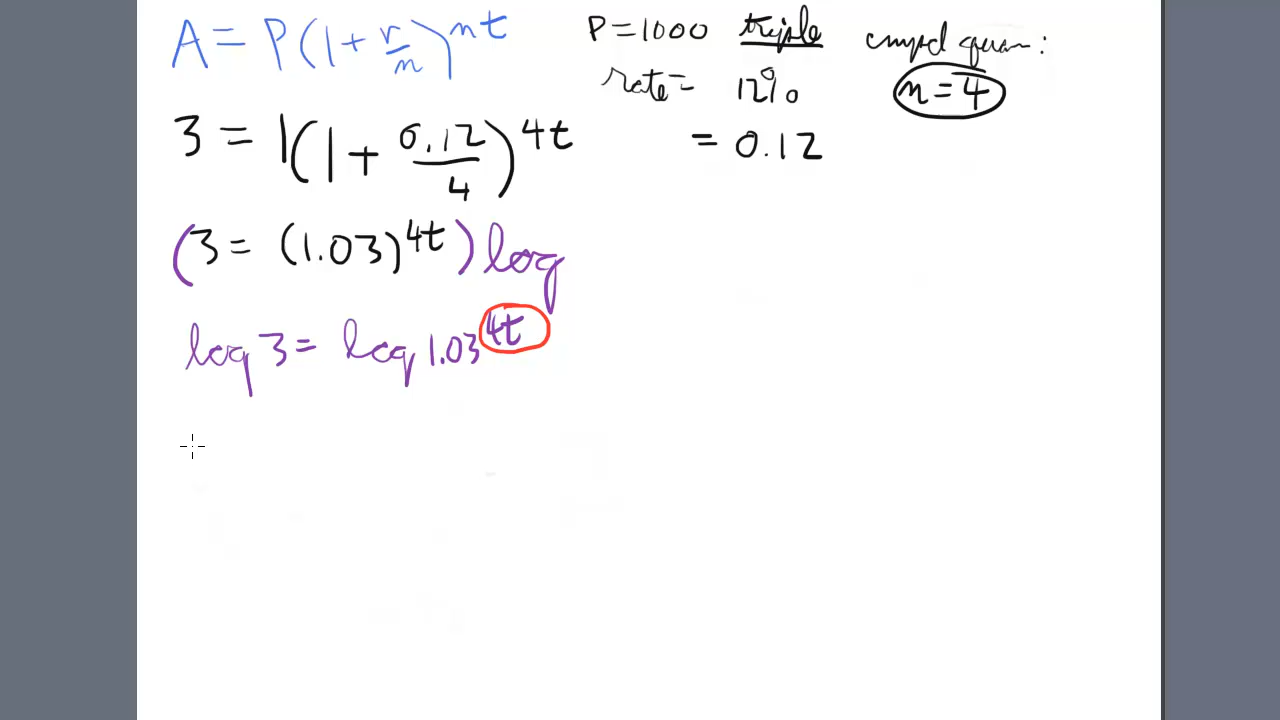 A = P(1 + r/n)^nt
P = 1000 triple cmpd quar:
rate = 12% n = 4
3 = 1(1 + 0.12/4)^4t = 0.12
(3 = (1.03)^4t) log
log 3 = log 1.03^4t